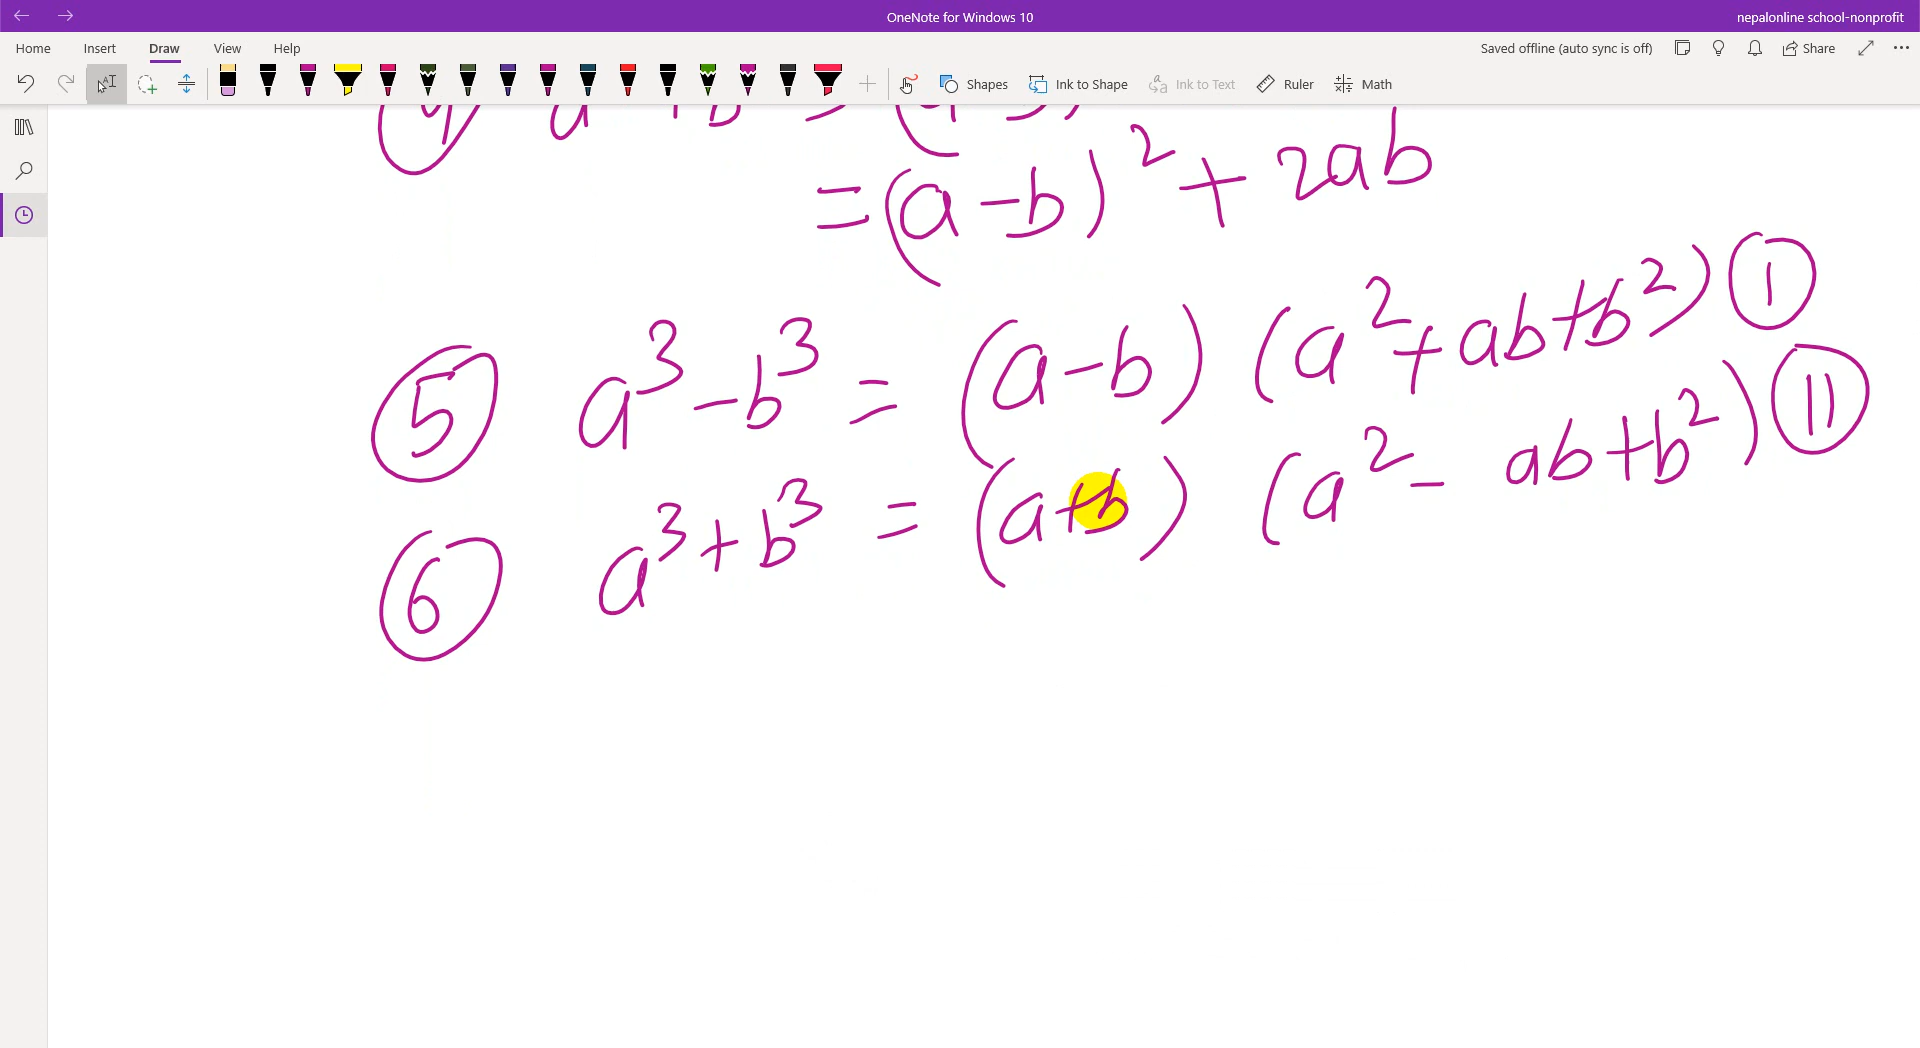 OneNote for Windows 10
nepalonline school-nonprofit
Home Insert Draw View Help
Saved offline (auto sync is off) Share
Shapes Ink to Shape Ink to Text Ruler Math
= (a-b)² + 2ab
⑤ a³-b³ = (a-b) (a²+ab+b²) Ⓘ
⑥ a³+b³ = (a+b) (a²- ab+b²) (II)